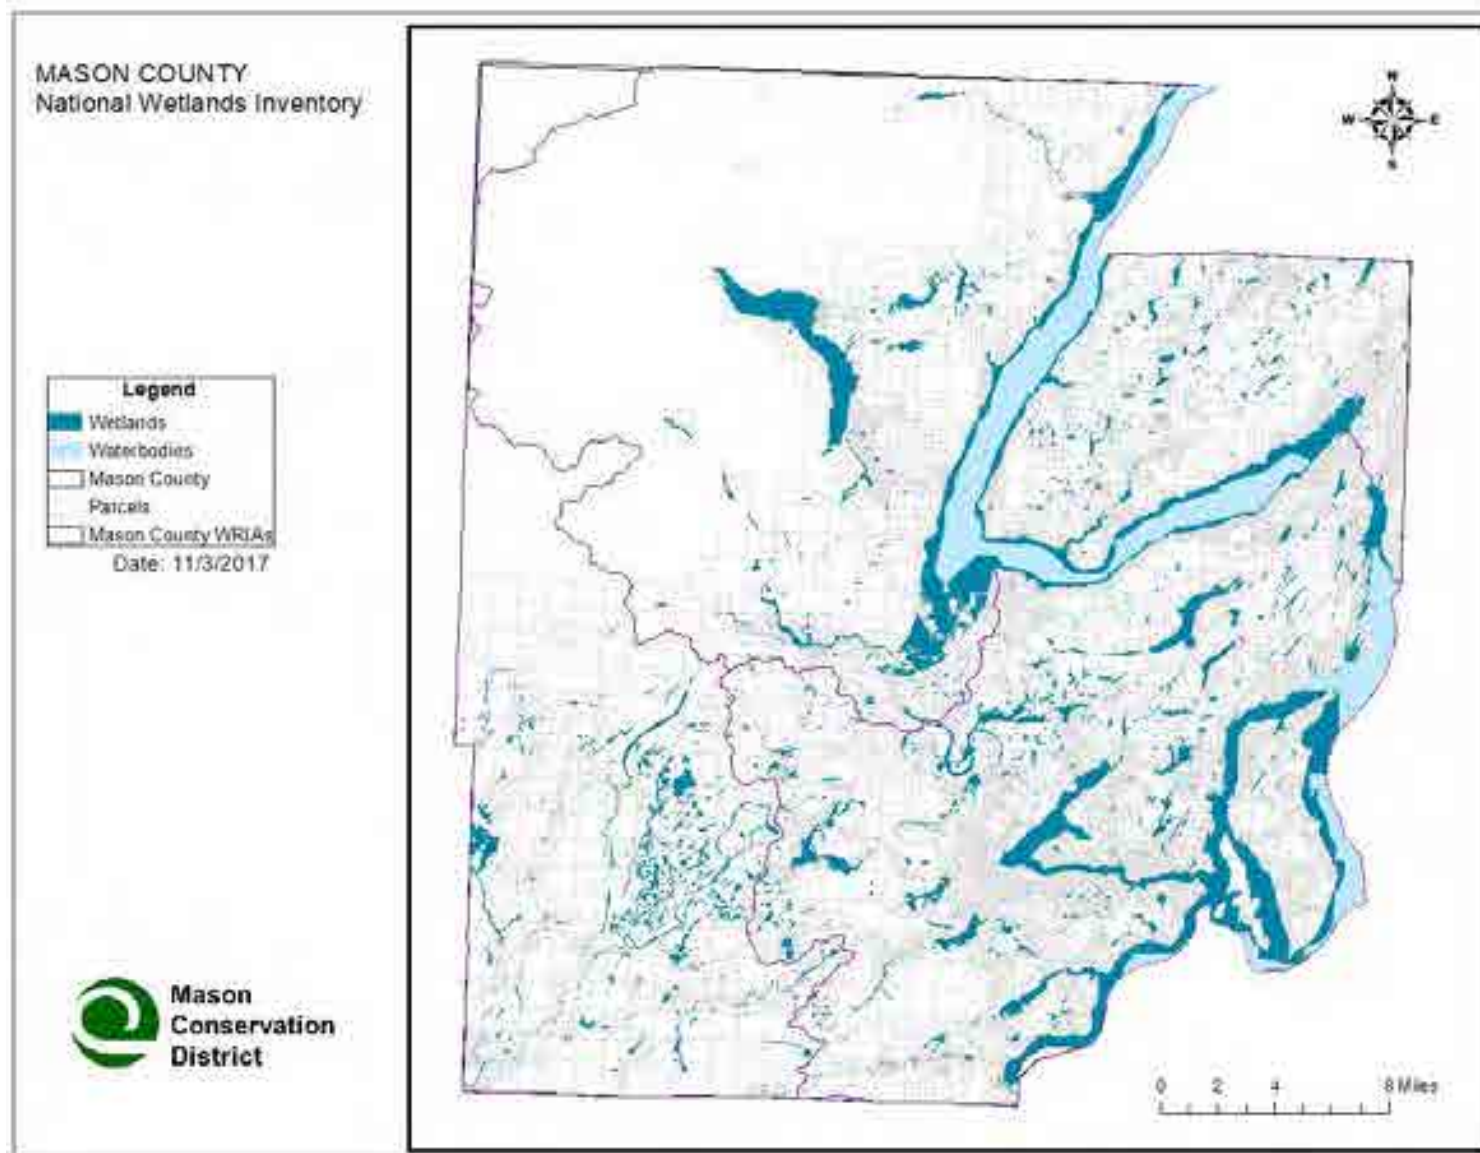 MASON COUNTY
National Wetlands Inventory
Legend
Wetlands
Waterbodies
Mason County
Parcels
Mason County WRIAs
Date: 11/3/2017
Mason
Conservation
District
N
W E
S
0 2 4 8 Miles